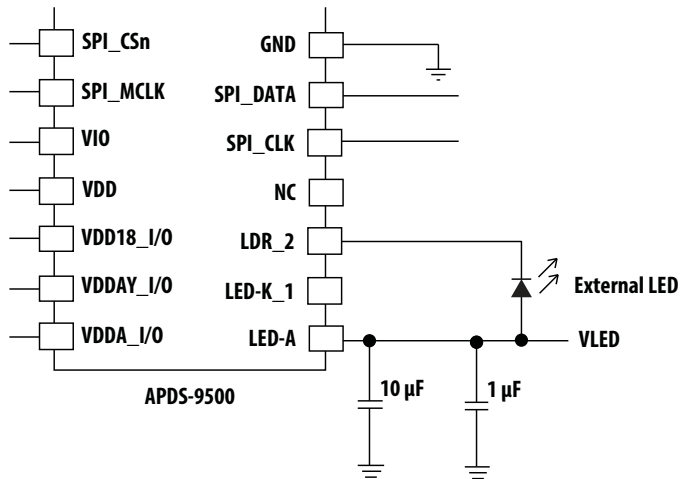 SPI_CSn
SPI_MCLK
VIO
VDD
VDD18_I/O
VDDAY_I/O
VDDA_I/O
GND
SPI_DATA
SPI_CLK
NC
LDR_2
LED-K_1
LED-A
External LED
VLED
10 µF
1 µF
APDS-9500